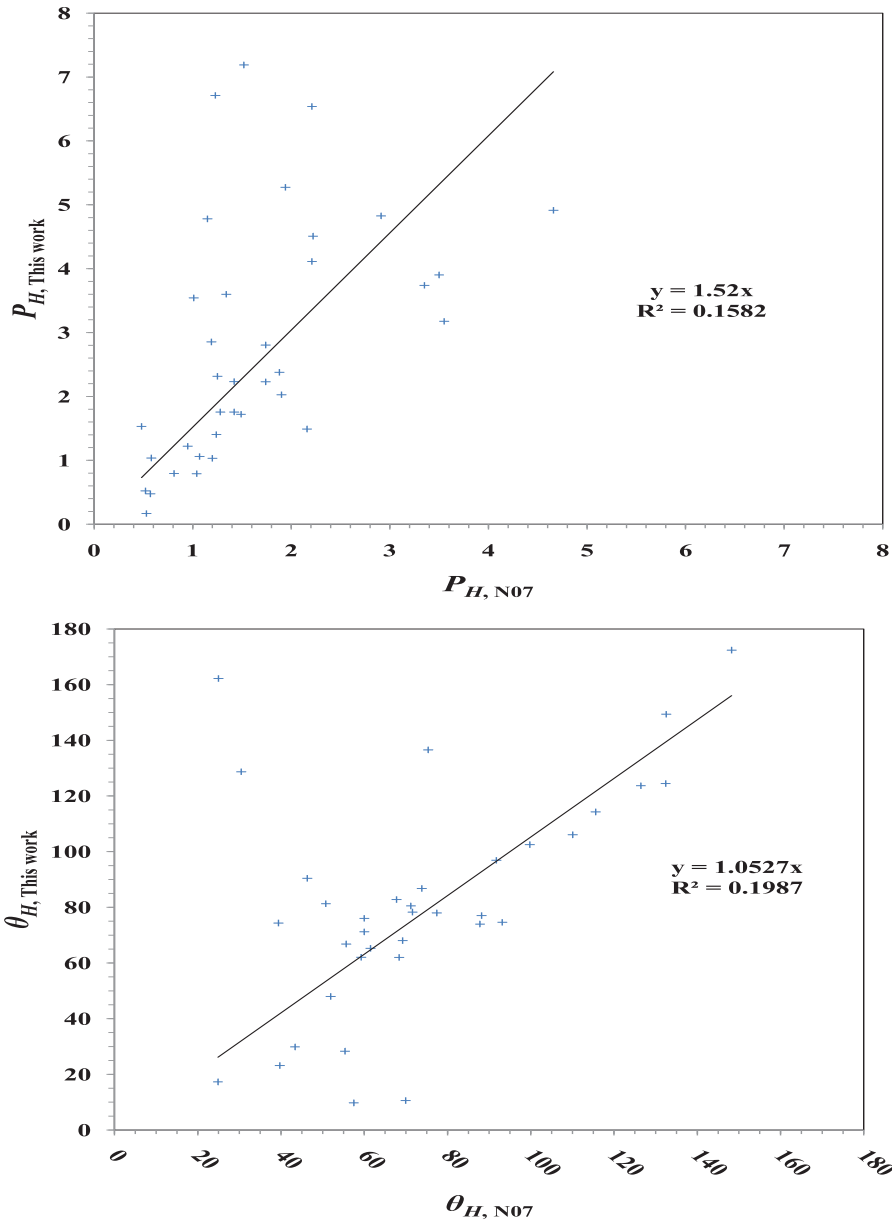 8
7
6
5
4
3
2
1
0
P_H, This work
y = 1.52x
R² = 0.1582
0 1 2 3 4 5 6 7 8
P_H, N07
180
160
140
120
100
80
60
40
20
0
θ_H, This work
y = 1.0527x
R² = 0.1987
0 20 40 60 80 100 120 140 160 180
θ_H, N07